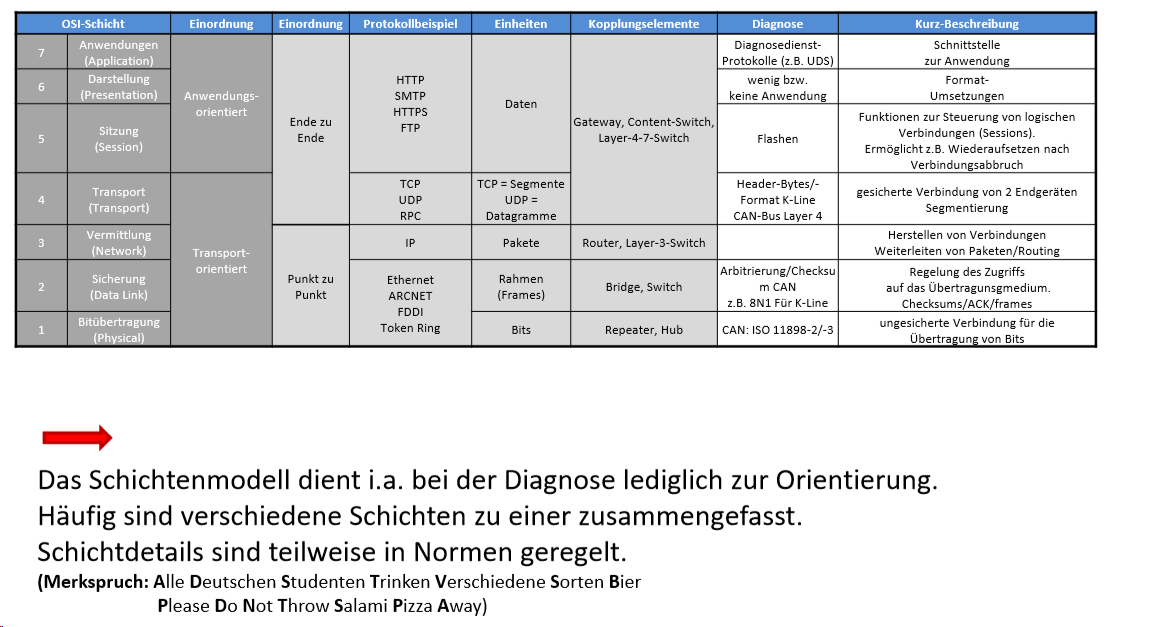 OSI-Schicht Einordnung Einordnung Protokollbeispiel Einheiten Kopplungselemente Diagnose Kurz-Beschreibung
7
Anwendungen
(Application)
Anwendungs-
orientiert
Ende zu
Ende
HTTP
SMTP
HTTPS
FTP
Daten
Gateway, Content-Switch,
Layer-4-7-Switch
Diagnosedienst-
Protokolle (z.B. UDS)
Schnittstelle
zur Anwendung
6
Darstellung
(Presentation)
wenig bzw.
keine Anwendung
Format-
Umsetzungen
5
Sitzung
(Session)
Flashen
Funktionen zur Steuerung von logischen
Verbindungen (Sessions).
Ermöglicht z.B. Wiederaufsetzen nach
Verbindungsabbruch
4
Transport
(Transport)
Transport-
orientiert
TCP
UDP
RPC
TCP = Segmente
UDP =
Datagramme
Header-Bytes/-
Format K-Line
CAN-Bus Layer 4
gesicherte Verbindung von 2 Endgeräten
Segmentierung
3
Vermittlung
(Network)
Punkt zu
Punkt
IP
Pakete
Router, Layer-3-Switch
Herstellen von Verbindungen
Weiterleiten von Paketen/Routing
2
Sicherung
(Data Link)
Ethernet
ARCNET
FDDI
Token Ring
Rahmen
(Frames)
Bridge, Switch
Arbitrierung/Checksu
m CAN
z.B. 8N1 Für K-Line
Regelung des Zugriffs
auf das Übertragunsgmedium.
Checksums/ACK/frames
1
Bitübertragung
(Physical)
Bits
Repeater, Hub
CAN: ISO 11898-2/-3
ungesicherte Verbindung für die
Übertragung von Bits
Das Schichtenmodell dient i.a. bei der Diagnose lediglich zur Orientierung.
Häufig sind verschiedene Schichten zu einer zusammengefasst.
Schichtdetails sind teilweise in Normen geregelt.
(Merkspruch: Alle Deutschen Studenten Trinken Verschiedene Sorten Bier
Please Do Not Throw Salami Pizza Away)